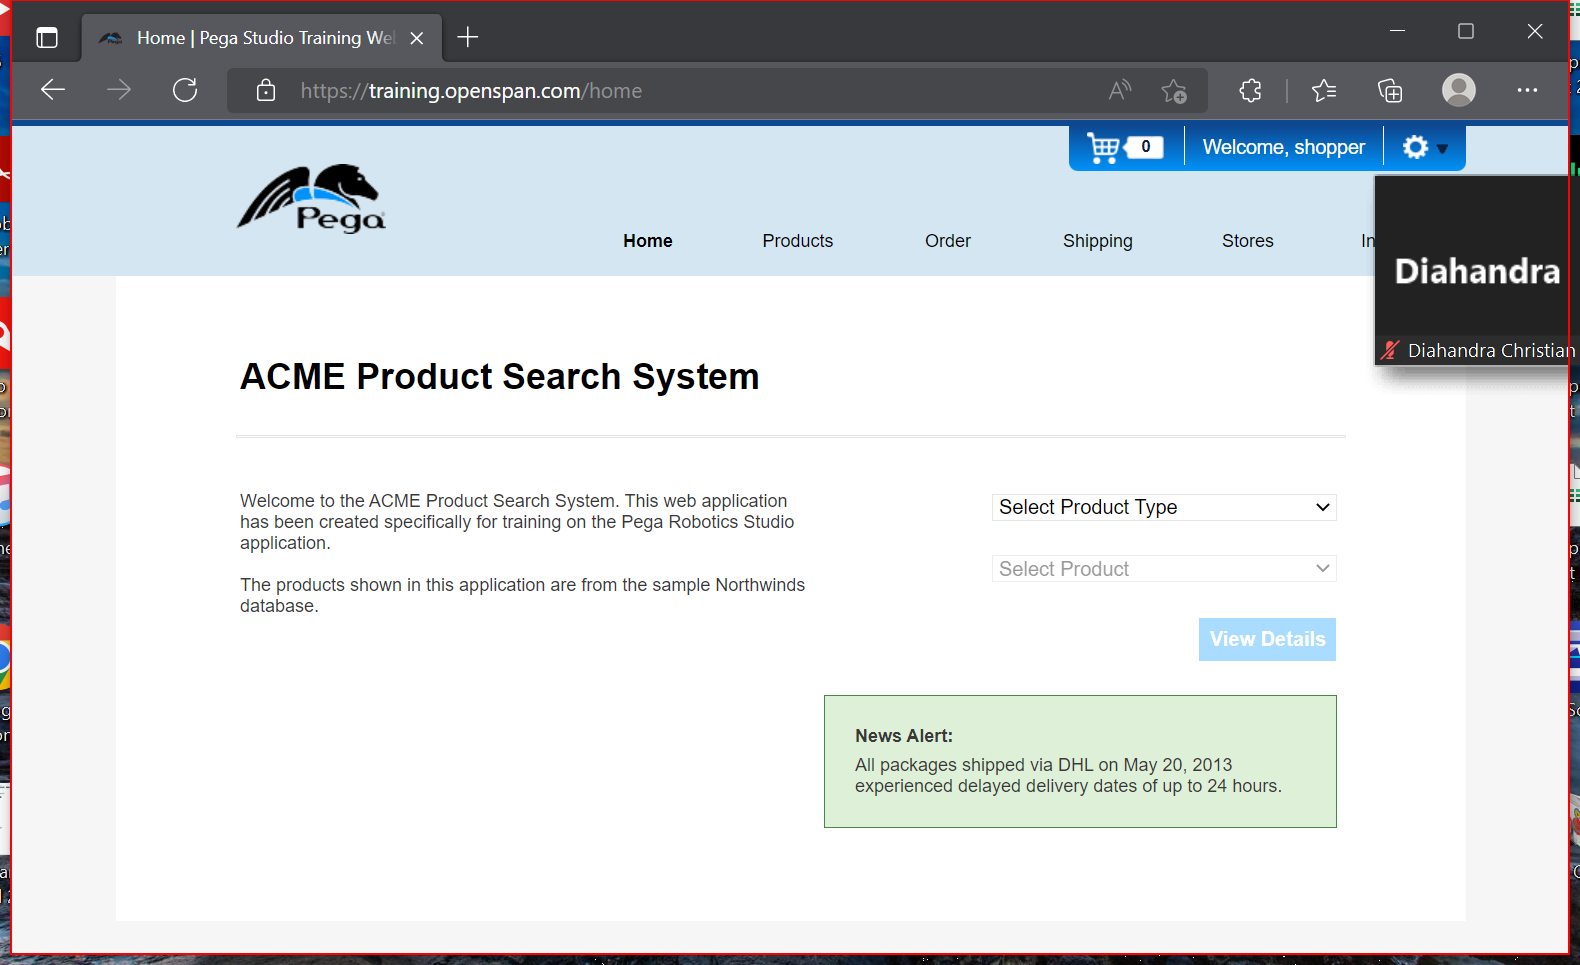 Home | Pega Studio Training We
https://training.openspan.com/home
0
Welcome, shopper
Pega
Home
Products
Order
Shipping
Stores
In
Diahandra
Diahandra Christian
ACME Product Search System
Welcome to the ACME Product Search System. This web application
has been created specifically for training on the Pega Robotics Studio
application.
The products shown in this application are from the sample Northwinds
database.
Select Product Type
Select Product
View Details
News Alert:
All packages shipped via DHL on May 20, 2013
experienced delayed delivery dates of up to 24 hours.